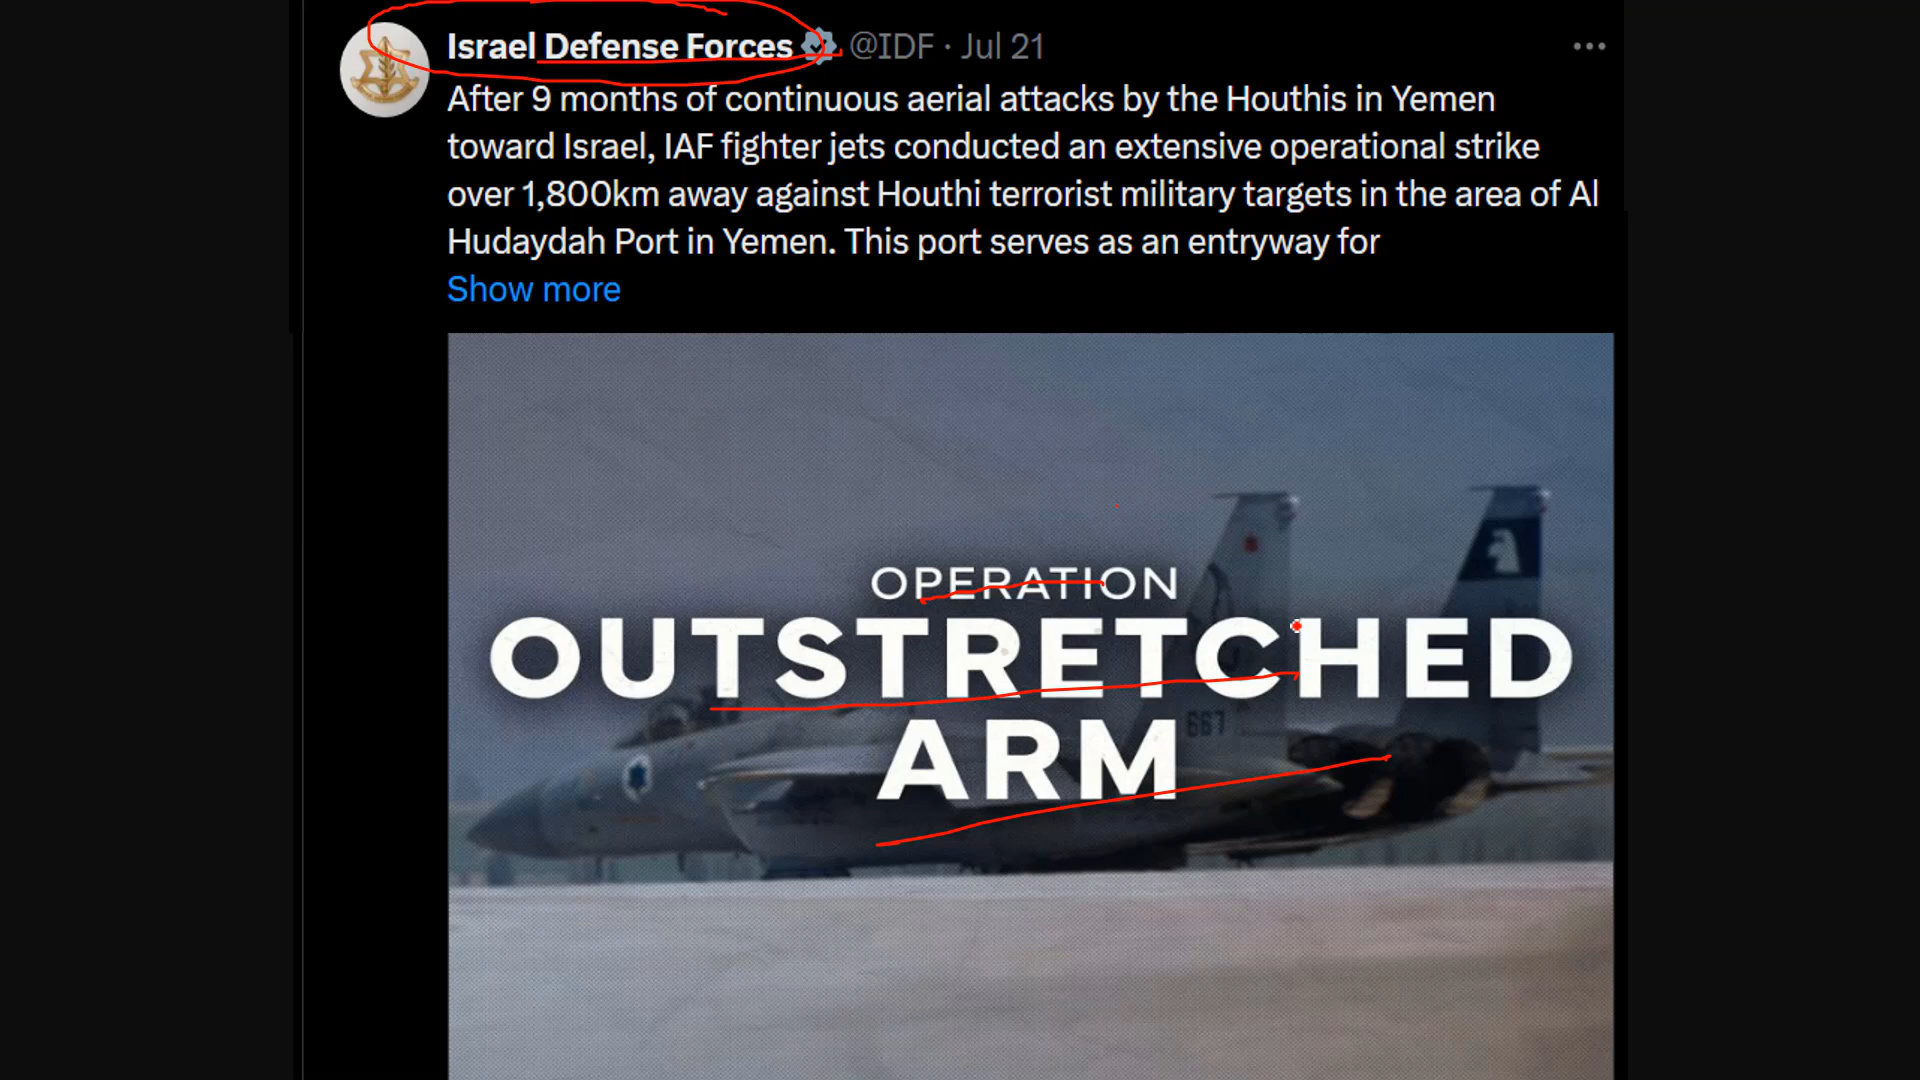 Israel Defense Forces @IDF · Jul 21
After 9 months of continuous aerial attacks by the Houthis in Yemen
toward Israel, IAF fighter jets conducted an extensive operational strike
over 1,800km away against Houthi terrorist military targets in the area of Al
Hudaydah Port in Yemen. This port serves as an entryway for
Show more
OPERATION
OUTSTRETCHED
ARM
667